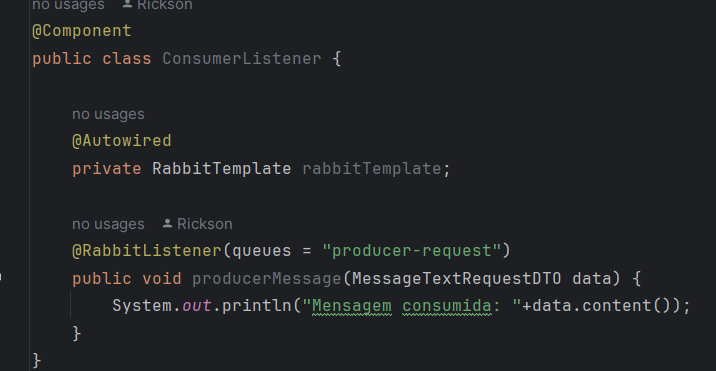 no usages Rickson
@Component
public class ConsumerListener {
no usages
@Autowired
private RabbitTemplate rabbitTemplate;
no usages Rickson
@RabbitListener(queues = "producer-request")
public void producerMessage(MessageTextRequestDTO data) {
System.out.println("Mensagem consumida: "+data.content());
}
}